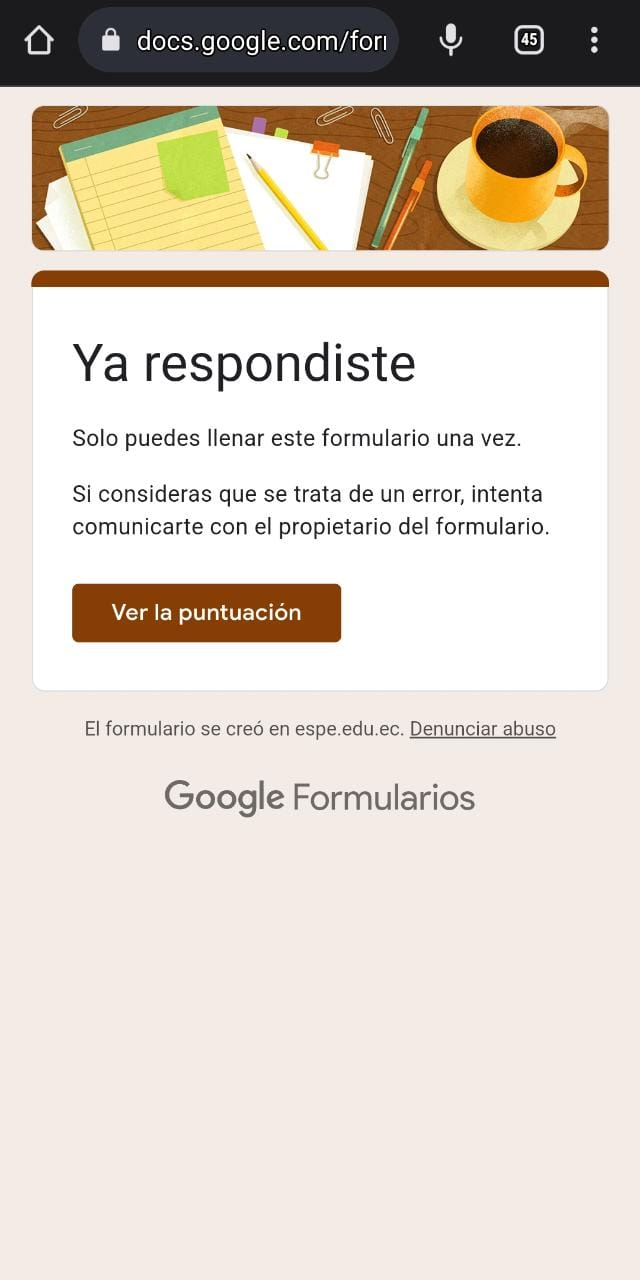 docs.google.com/for
45
Ya respondiste
Solo puedes llenar este formulario una vez.
Si consideras que se trata de un error, intenta
comunicarte con el propietario del formulario.
Ver la puntuación
El formulario se creó en espe.edu.ec. Denunciar abuso
Google Formularios